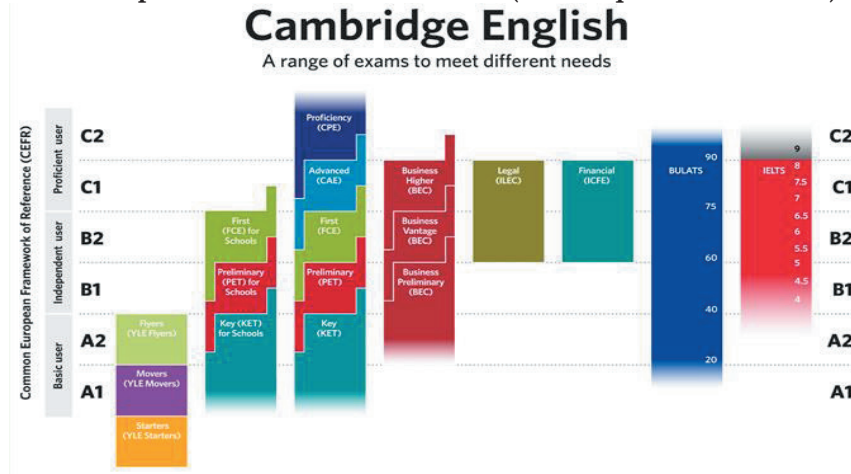 Cambridge English
A range of exams to meet different needs
Common European Framework of Reference (CEFR)
Proficient user
Independent user
Basic user
C2
C1
B2
B1
A2
A1
Flyers
(YLE Flyers)
Movers
(YLE Movers)
Starters
(YLE Starters)
First
(FCE) for
Schools
Preliminary
(PET) for
Schools
Key (KET)
for Schools
Proficiency
(CPE)
Advanced
(CAE)
First
(FCE)
Preliminary
(PET)
Key
(KET)
Business
Higher
(BEC)
Business
Vantage
(BEC)
Business
Preliminary
(BEC)
Legal
(ILEC)
Financial
(ICFE)
BULATS
90
75
60
40
20
IELTS
9
8
7.5
7
6.5
6
5.5
5
4.5
4
C2
C1
B2
B1
A2
A1